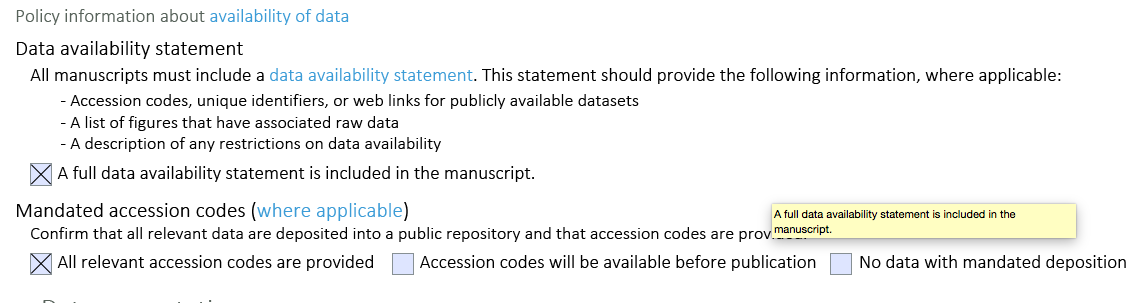 Policy information about availability of data
Data availability statement
All manuscripts must include a data availability statement. This statement should provide the following information, where applicable:
- Accession codes, unique identifiers, or web links for publicly available datasets
- A list of figures that have associated raw data
- A description of any restrictions on data availability
A full data availability statement is included in the manuscript.
Mandated accession codes (where applicable)
A full data availability statement is included in the
manuscript.
Confirm that all relevant data are deposited into a public repository and that accession codes are
All relevant accession codes are provided Accession codes will be available before publication No data with mandated deposition